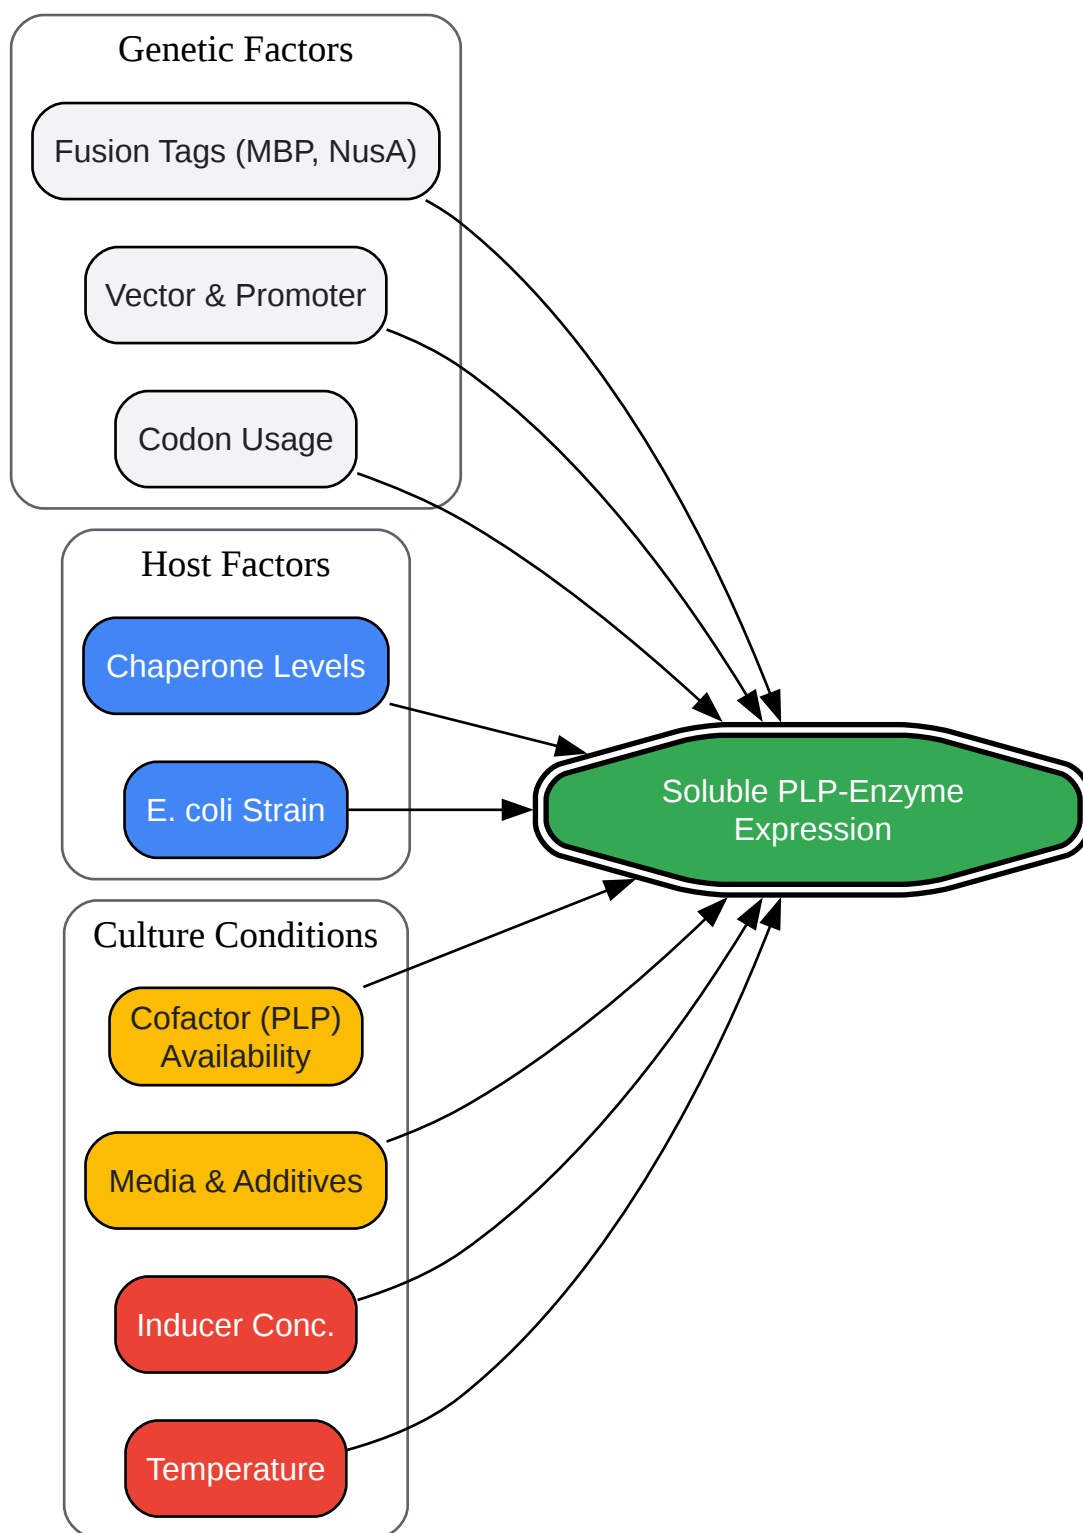 Genetic Factors
Fusion Tags (MBP, NusA)
Vector & Promoter
Codon Usage
Host Factors
Chaperone Levels
E. coli Strain
Soluble PLP-Enzyme
Expression
Culture Conditions
Cofactor (PLP)
Availability
Media & Additives
Inducer Conc.
Temperature